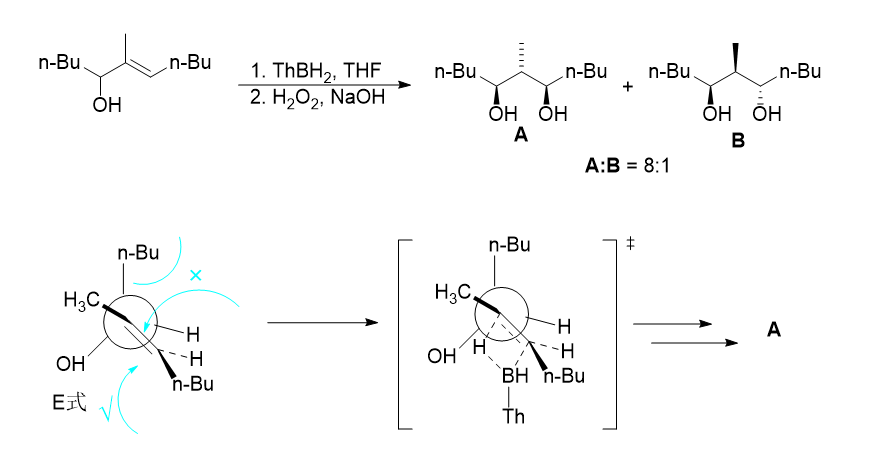 n-Bu
n-Bu
OH
1. ThBH₂, THF
2. H₂O₂, NaOH
n-Bu
n-Bu
OH
OH
A
+
n-Bu
n-Bu
OH
OH
B
A:B = 8:1
n-Bu
×
H₃C
H
H
OH
n-Bu
E式
√
n-Bu
‡
H₃C
H
H
OH
H
BH
n-Bu
Th
A